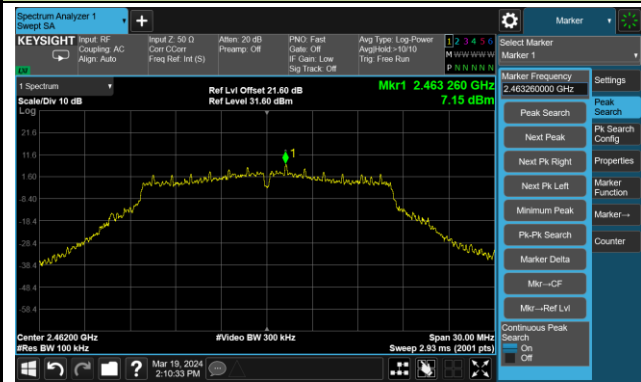 Spectrum Analyzer 1
Swept SA
+
Marker
KEYSIGHT
Input: RF
Coupling: AC
Align: Auto
Input Z: 50 Ω
Corr CCorr
Freq Ref: Int (S)
Atten: 20 dB
Preamp: Off
PNO: Fast
Gate: Off
IF Gain: Low
Sig Track: Off
Avg Type: Log-Power
Avg|Hold:>10/10
Trig: Free Run
1 2 3 4 5 6
M W W W W W
P N N N N N
Select Marker
Marker 1
1 Spectrum
Scale/Div 10 dB
Log
Ref Lvl Offset 21.60 dB
Ref Level 31.60 dBm
Mkr1 2.463 260 GHz
7.15 dBm
21.6
11.6
1.60
-8.40
-18.4
-28.4
-38.4
-48.4
-58.4
1
Center 2.46200 GHz
#Res BW 100 kHz
#Video BW 300 kHz
Span 30.00 MHz
Sweep 2.93 ms (2001 pts)
Marker Frequency
2.463260000 GHz
Peak Search
Next Peak
Next Pk Right
Next Pk Left
Minimum Peak
Pk-Pk Search
Marker Delta
Mkr→CF
Mkr→Ref Lvl
Continuous Peak
Search
On
Off
Settings
Peak
Search
Pk Search
Config
Properties
Marker
Function
Marker→
Counter
?
Mar 19, 2024
2:10:33 PM